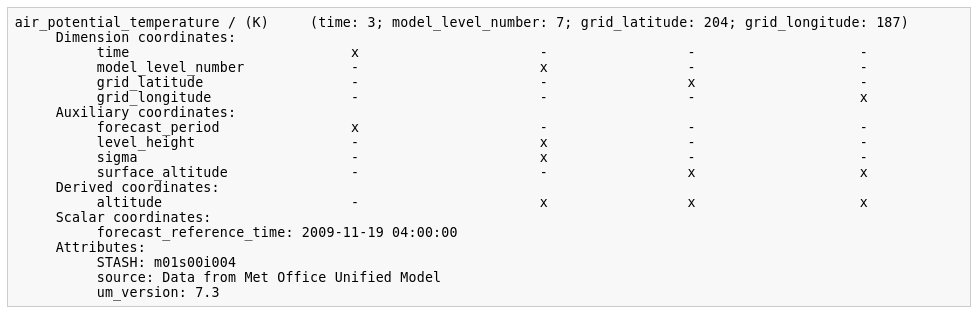 air_potential_temperature / (K)     (time: 3; model_level_number: 7; grid_latitude: 204; grid_longitude: 187)
     Dimension coordinates:
          time                           x                      -                 -                    -
          model_level_number             -                      x                 -                    -
          grid_latitude                  -                      -                 x                    -
          grid_longitude                 -                      -                 -                    x
     Auxiliary coordinates:
          forecast_period                x                      -                 -                    -
          level_height                   -                      x                 -                    -
          sigma                          -                      x                 -                    -
          surface_altitude               -                      -                 x                    x
     Derived coordinates:
          altitude                       -                      x                 x                    x
     Scalar coordinates:
          forecast_reference_time: 2009-11-19 04:00:00
     Attributes:
          STASH: m01s00i004
          source: Data from Met Office Unified Model
          um_version: 7.3